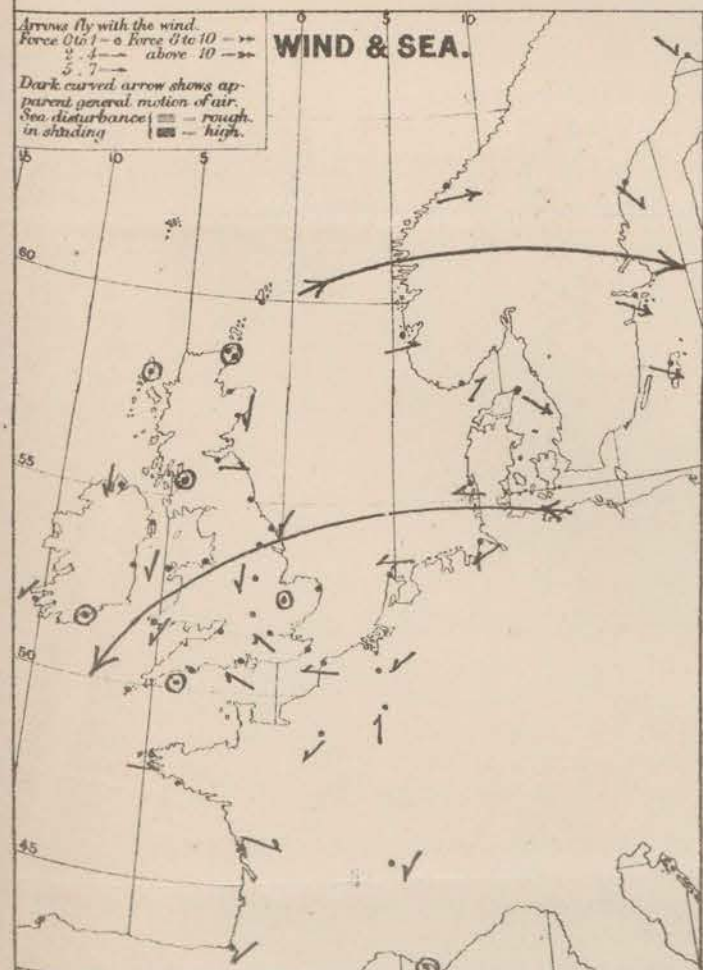 Arrows fly with the wind.
Force 0 to 1 – Force 8 to 10 –
2 . 4 – above 10 –
5 . 7 –
Dark curved arrow shows ap-
parent general motion of air.
Sea disturbance – rough.
in shading – high.
WIND & SEA.
0 5 10
15 10 5
60
55
50
45